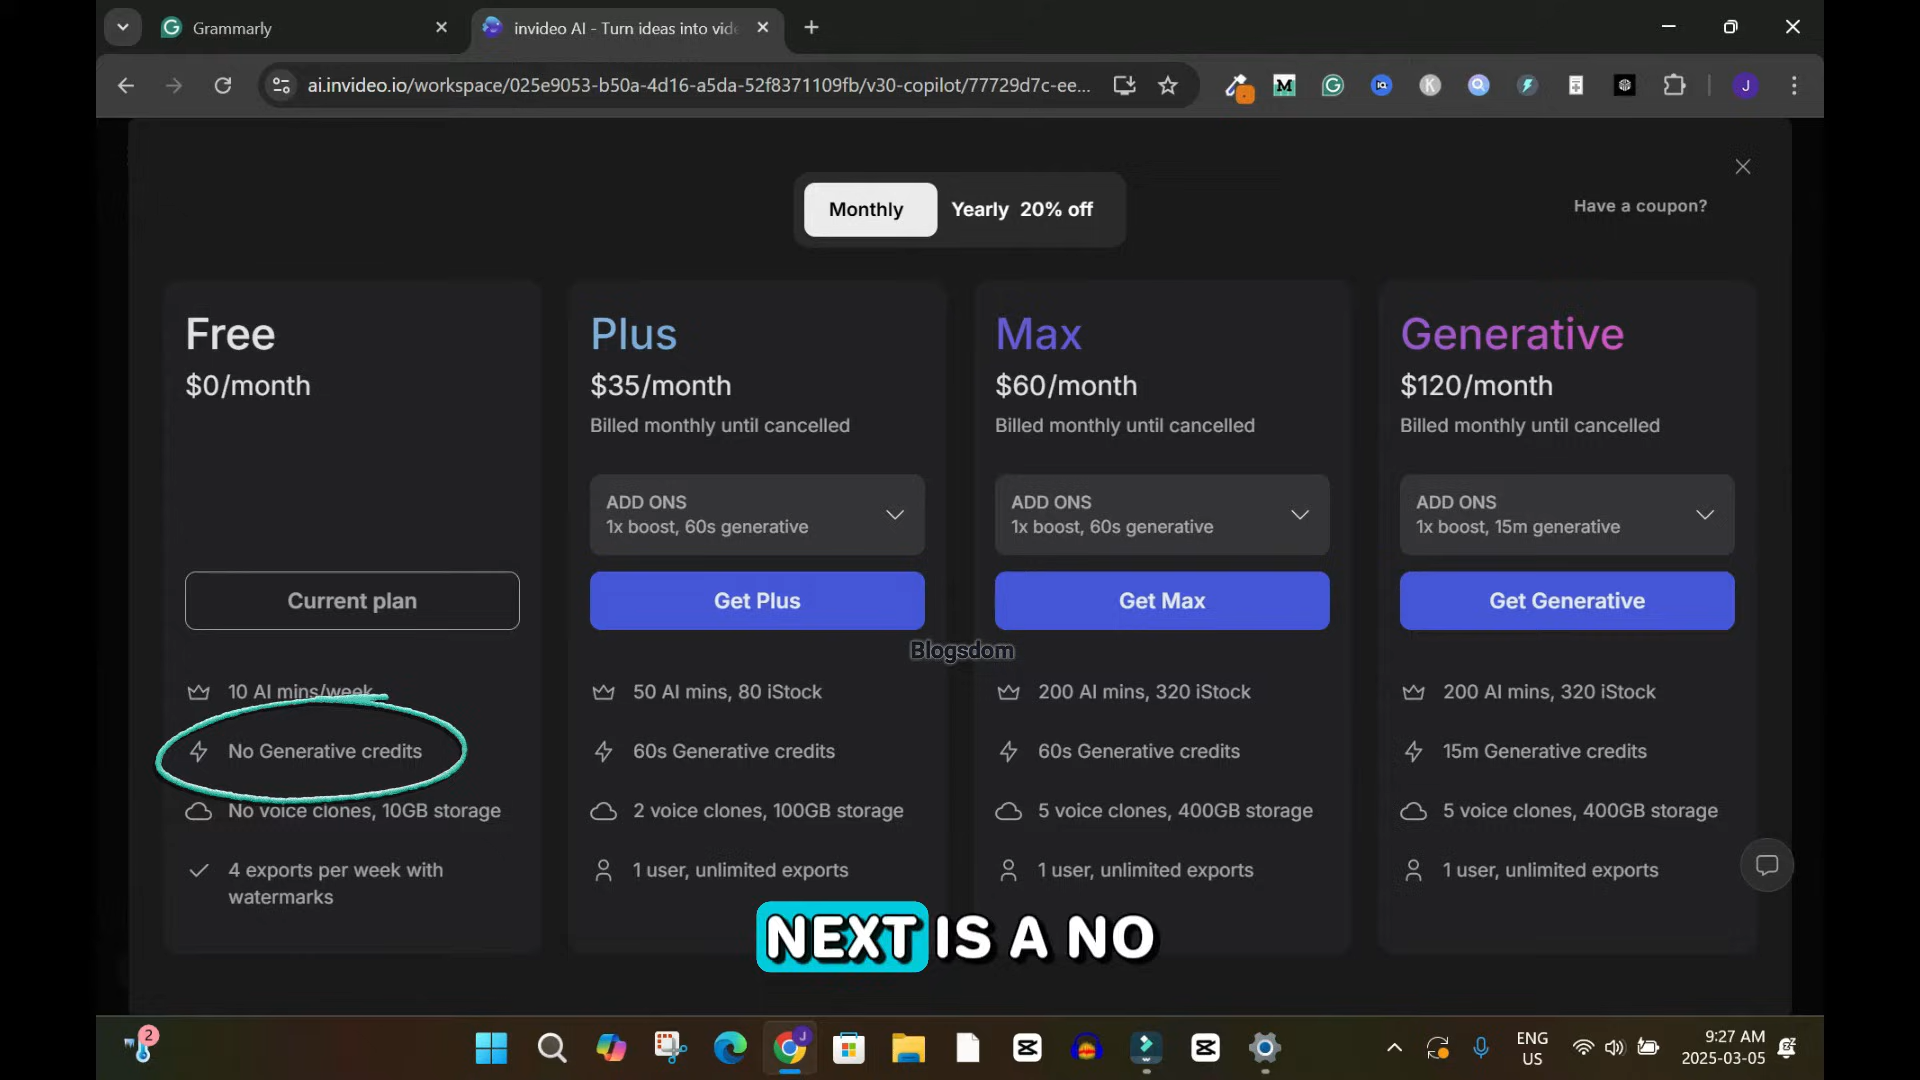 Grammarly
invideo AI - Turn ideas into vide
ai.invideo.io/workspace/025e9053-b50a-4d16-a5da-52f8371109fb/v30-copilot/77729d7c-ee...
J
Monthly
Yearly 20% off
Have a coupon?
Free
$0/month
Current plan
10 AI mins/week
No Generative credits
No voice clones, 10GB storage
4 exports per week with
watermarks
Plus
$35/month
Billed monthly until cancelled
ADD ONS
1x boost, 60s generative
Get Plus
50 AI mins, 80 iStock
60s Generative credits
2 voice clones, 100GB storage
1 user, unlimited exports
Max
$60/month
Billed monthly until cancelled
ADD ONS
1x boost, 60s generative
Get Max
200 AI mins, 320 iStock
60s Generative credits
5 voice clones, 400GB storage
1 user, unlimited exports
Generative
$120/month
Billed monthly until cancelled
ADD ONS
1x boost, 15m generative
Get Generative
200 AI mins, 320 iStock
15m Generative credits
5 voice clones, 400GB storage
1 user, unlimited exports
Blogsdom
NEXT IS A NO
2
ENG
US
9:27 AM
2025-03-05